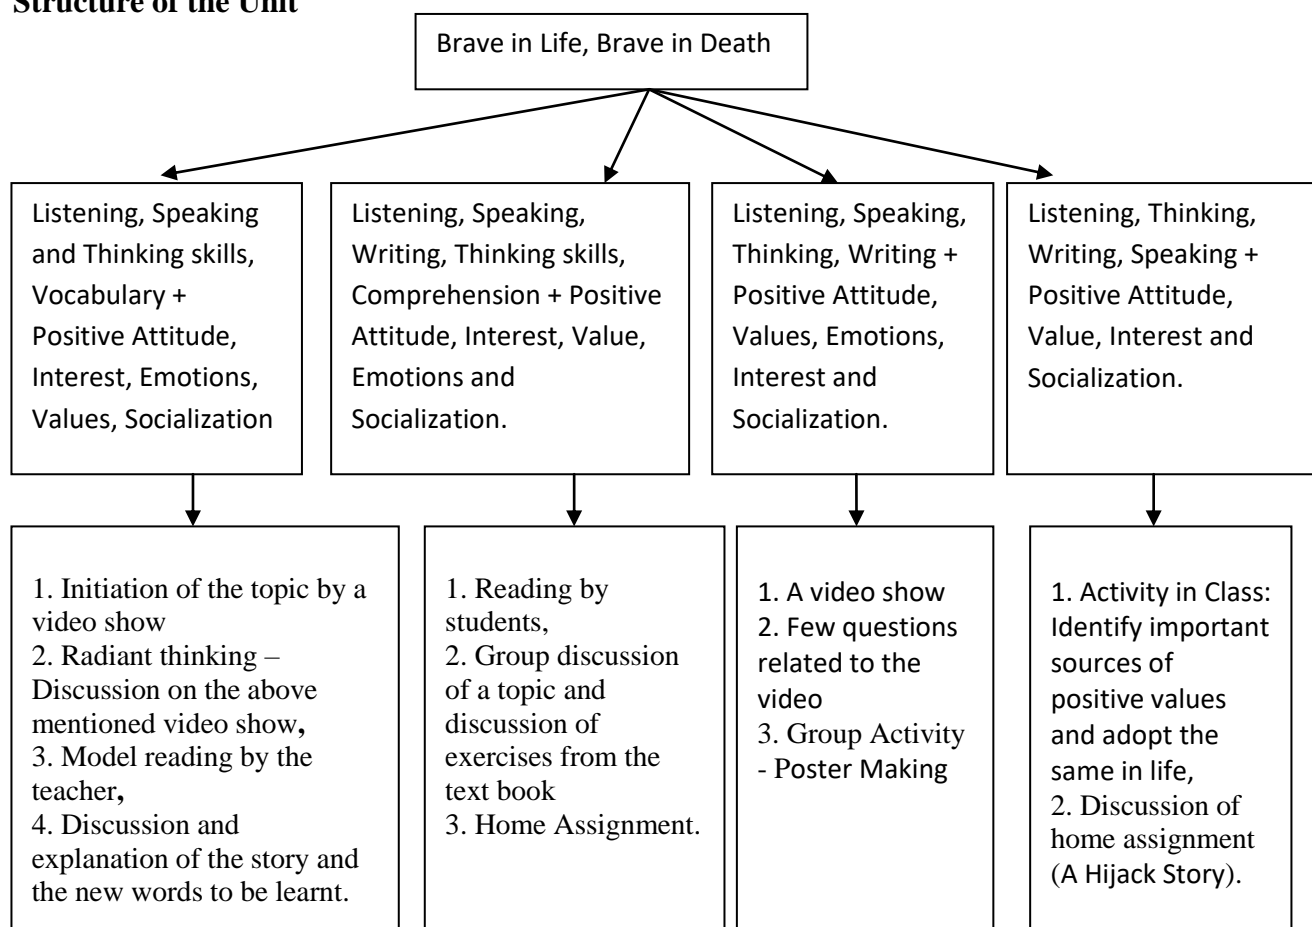 Structure of the Unit
Brave in Life, Brave in Death
Listening, Speaking
and Thinking skills,
Vocabulary +
Positive Attitude,
Interest, Emotions,
Values, Socialization
Listening, Speaking,
Writing, Thinking skills,
Comprehension + Positive
Attitude, Interest, Value,
Emotions and
Socialization.
Listening, Speaking,
Thinking, Writing +
Positive Attitude,
Values, Emotions,
Interest and
Socialization.
Listening, Thinking,
Writing, Speaking +
Positive Attitude,
Value, Interest and
Socialization.
1. Initiation of the topic by a
video show
2. Radiant thinking –
Discussion on the above
mentioned video show,
3. Model reading by the
teacher,
4. Discussion and
explanation of the story and
the new words to be learnt.
1. Reading by
students,
2. Group discussion
of a topic and
discussion of
exercises from the
text book
3. Home Assignment.
1. A video show
2. Few questions
related to the
video
3. Group Activity
- Poster Making
1. Activity in Class:
Identify important
sources of
positive values
and adopt the
same in life,
2. Discussion of
home assignment
(A Hijack Story).